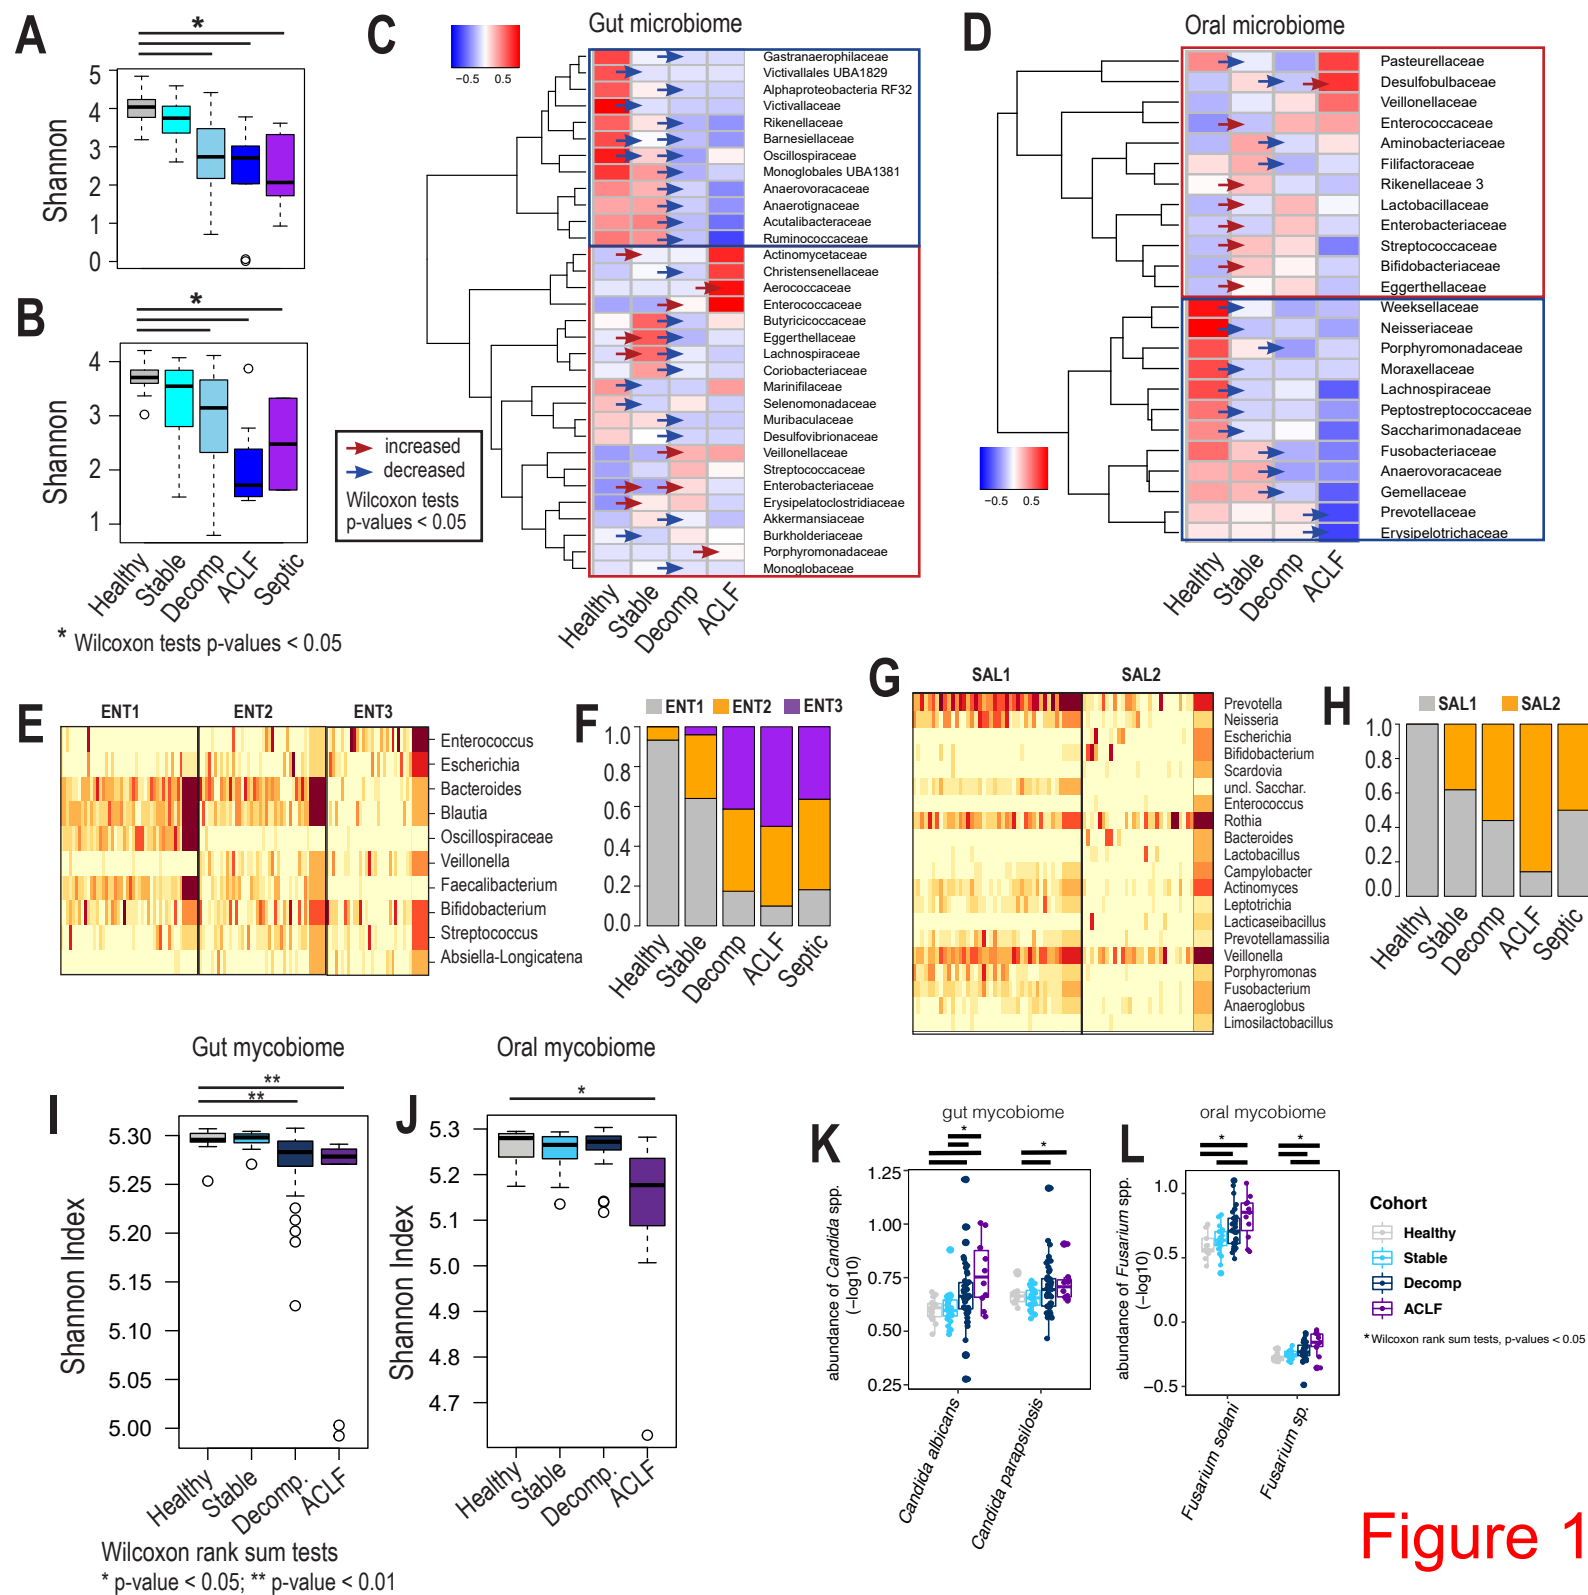 A
*
Shannon
5
4
3
2
1
0
B
*
Shannon
4
3
2
1
Healthy
Stable
Decomp
ACLF
Septic
* Wilcoxon tests p-values < 0.05
C
Gut microbiome
−0.5 0.5
Gastranaerophilaceae
Victivallales UBA1829
Alphaproteobacteria RF32
Victivallaceae
Rikenellaceae
Barnesiellaceae
Oscillospiraceae
Monoglobales UBA1381
Anaerovoracaceae
Anaerotignaceae
Acutalibacteraceae
Ruminococcaceae
Actinomycetaceae
Christensenellaceae
Aerococcaceae
Enterococcaceae
Butyricicoccaceae
Eggerthellaceae
Lachnospiraceae
Coriobacteriaceae
Marinifilaceae
Selenomonadaceae
Muribaculaceae
Desulfovibrionaceae
Veillonellaceae
Streptococcaceae
Enterobacteriaceae
Erysipelatoclostridiaceae
Akkermansiaceae
Burkholderiaceae
Porphyromonadaceae
Monoglobaceae
Healthy
Stable
Decomp
ACLF
increased
decreased
Wilcoxon tests
p-values < 0.05
D
Oral microbiome
−0.5 0.5
Pasteurellaceae
Desulfobulbaceae
Veillonellaceae
Enterococcaceae
Aminobacteriaceae
Filifactoraceae
Rikenellaceae 3
Lactobacillaceae
Enterobacteriaceae
Streptococcaceae
Bifidobacteriaceae
Eggerthellaceae
Weeksellaceae
Neisseriaceae
Porphyromonadaceae
Moraxellaceae
Lachnospiraceae
Peptostreptococcaceae
Saccharimonadaceae
Fusobacteriaceae
Anaerovoracaceae
Gemellaceae
Prevotellaceae
Erysipelotrichaceae
Healthy
Stable
Decomp
ACLF
E
ENT1 ENT2 ENT3
Enterococcus
Escherichia
Bacteroides
Blautia
Oscillospiraceae
Veillonella
Faecalibacterium
Bifidobacterium
Streptococcus
Absiella-Longicatena
F
ENT1 ENT2 ENT3
1.0
0.8
0.6
0.4
0.2
0.0
Healthy
Stable
Decomp
ACLF
Septic
G
SAL1 SAL2
Prevotella
Neisseria
Escherichia
Bifidobacterium
Scardovia
uncl. Sacchar.
Enterococcus
Rothia
Bacteroides
Lactobacillus
Campylobacter
Actinomyces
Leptotrichia
Lacticaseibacillus
Prevotellamassilia
Veillonella
Porphyromonas
Fusobacterium
Anaeroglobus
Limosilactobacillus
H
SAL1 SAL2
1.0
0.8
0.6
0.4
0.2
0.0
Healthy
Stable
Decomp
ACLF
Septic
Gut mycobiome
I
**
**
Shannon Index
5.30
5.25
5.20
5.15
5.10
5.05
5.00
Healthy
Stable
Decomp.
ACLF
Wilcoxon rank sum tests
* p-value < 0.05; ** p-value < 0.01
Oral mycobiome
J
*
Shannon Index
5.3
5.2
5.1
5.0
4.9
4.8
4.7
Healthy
Stable
Decomp.
ACLF
K
gut mycobiome
*
*
abundance of Candida spp.
(−log10)
1.25
1.00
0.75
0.50
0.25
Candida albicans
Candida parapsilosis
L
oral mycobiome
*
*
abundance of Fusarium spp.
(−log10)
1.0
0.5
0.0
−0.5
Fusarium solani
Fusarium sp.
Cohort
Healthy
Stable
Decomp
ACLF
* Wilcoxon rank sum tests, p-values < 0.05
Figure 1